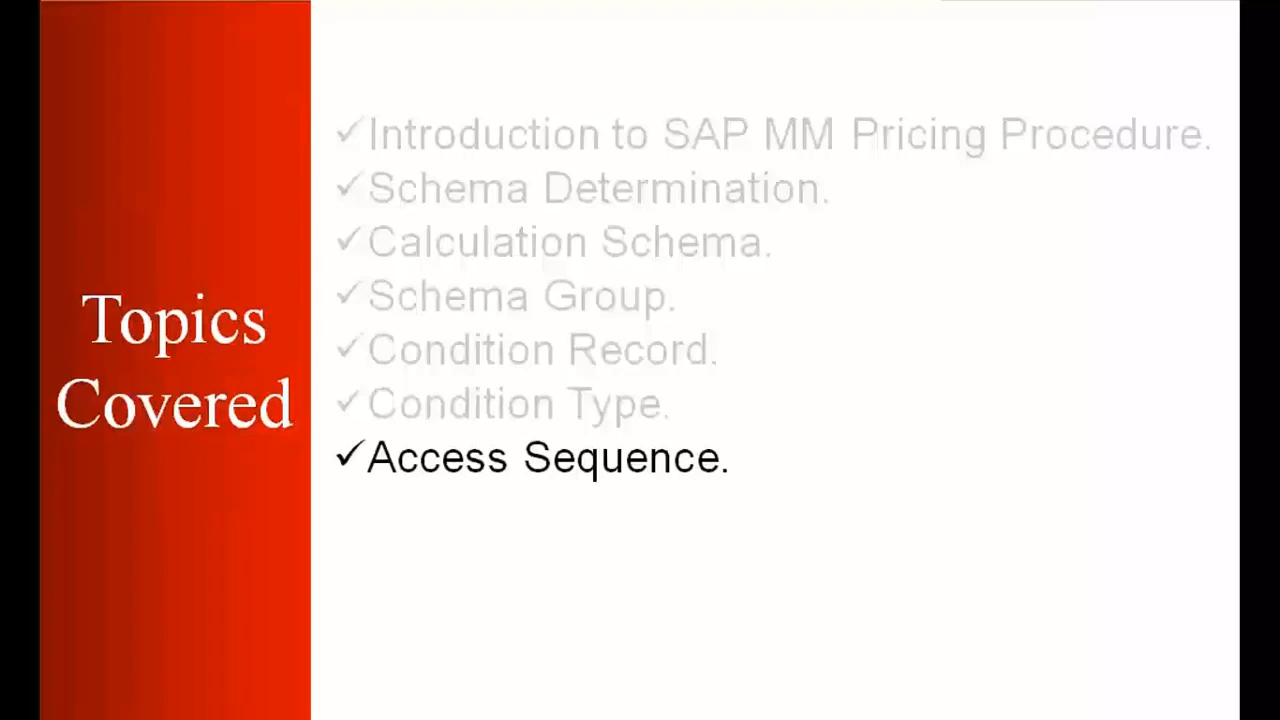 Topics
Covered
✓Introduction to SAP MM Pricing Procedure.
✓Schema Determination.
✓Calculation Schema.
✓Schema Group.
✓Condition Record.
✓Condition Type.
✓Access Sequence.